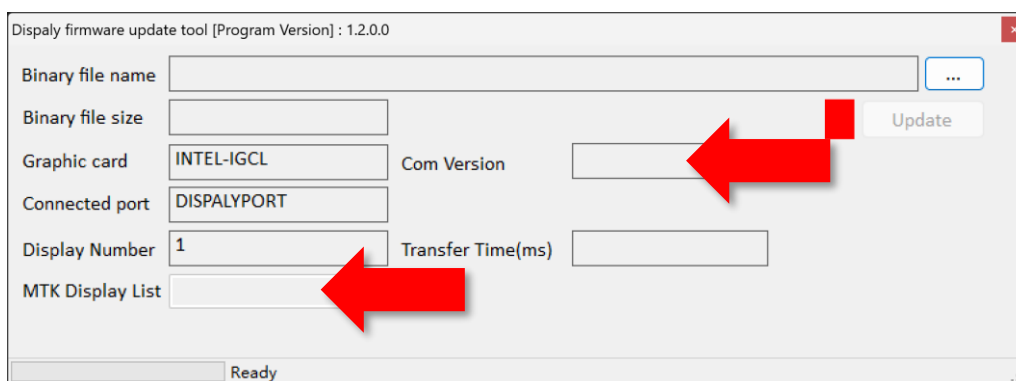 Dispaly firmware update tool [Program Version] : 1.2.0.0
Binary file name ...
Binary file size Update
Graphic card INTEL-IGCL Com Version
Connected port DISPALYPORT
Display Number 1 Transfer Time(ms)
MTK Display List
Ready